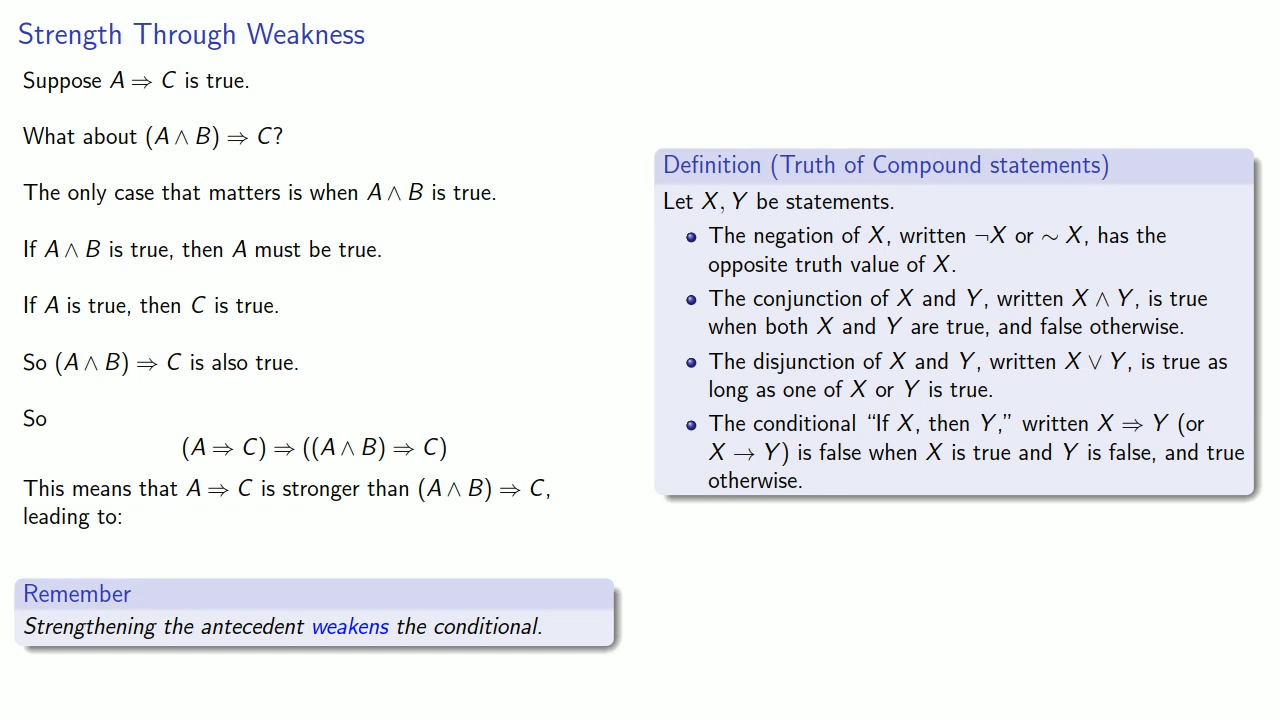 Strength Through Weakness
Suppose A ⇒ C is true.
What about (A ∧ B) ⇒ C?
The only case that matters is when A ∧ B is true.
If A ∧ B is true, then A must be true.
If A is true, then C is true.
So (A ∧ B) ⇒ C is also true.
So
(A ⇒ C) ⇒ ((A ∧ B) ⇒ C)
This means that A ⇒ C is stronger than (A ∧ B) ⇒ C,
leading to:
Remember
Strengthening the antecedent weakens the conditional.
Definition (Truth of Compound statements)
Let X, Y be statements.
• The negation of X, written ¬X or ∼ X, has the
opposite truth value of X.
• The conjunction of X and Y, written X ∧ Y, is true
when both X and Y are true, and false otherwise.
• The disjunction of X and Y, written X ∨ Y, is true as
long as one of X or Y is true.
• The conditional “If X, then Y,” written X ⇒ Y (or
X → Y) is false when X is true and Y is false, and true
otherwise.